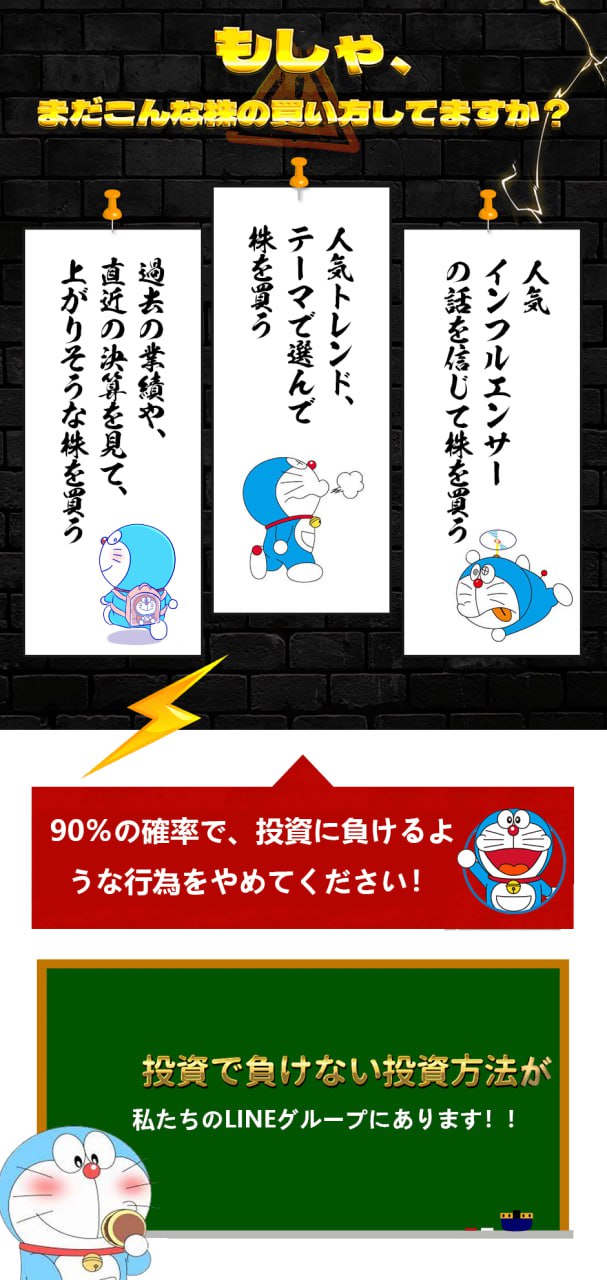 もしゃ、
まだこんな株の買い方してますか？
人気
インフルエンサー
の話を信じて株を買う
人気トレンド、
テーマで選んで
株を買う
過去の業績や、
直近の決算を見て、
上がりそうな株を買う
90%の確率で、投資に負けるよ
うな行為をやめてください！
投資で負けない投資方法が
私たちのLINEグループにあります！！